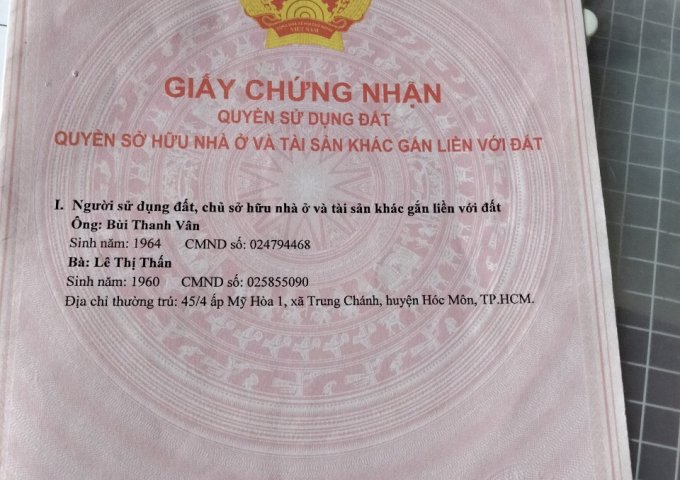 VIỆT NAM
GIẤY CHỨNG NHẬN
QUYỀN SỬ DỤNG ĐẤT
QUYỀN SỞ HỮU NHÀ Ở VÀ TÀI SẢN KHÁC GẮN LIỀN VỚI ĐẤT
I. Người sử dụng đất, chủ sở hữu nhà ở và tài sản khác gắn liền với đất
Ông: Bùi Thanh Vân
Sinh năm: 1964 CMND số: 024794468
Bà: Lê Thị Thấn
Sinh năm: 1960 CMND số: 025855090
Địa chỉ thường trú: 45/4 ấp Mỹ Hòa 1, xã Trung Chánh, huyện Hóc Môn, TP.HCM.